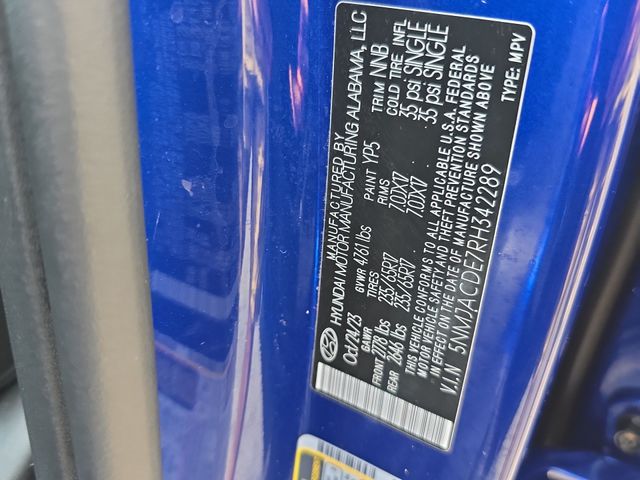 MANUFACTURED BY
HYUNDAI MOTOR MANUFACTURING ALABAMA, LLC
Oct/24/23 GVWR 4761 lbs PAINT YP5 TRIM NNB
GAWR TIRES RIMS COLD TIRE INFL
FRONT 2778 lbs 235/65R17 7.0JX17 35 psi SINGLE
REAR 2646 lbs 235/65R17 7.0JX17 35 psi SINGLE
THIS VEHICLE CONFORMS TO ALL APPLICABLE U.S.A. FEDERAL
MOTOR VEHICLE SAFETY AND THEFT PREVENTION STANDARDS
IN EFFECT ON THE DATE OF MANUFACTURE SHOWN ABOVE
V.I.N 5NMJACDE7RH342289 TYPE: MPV